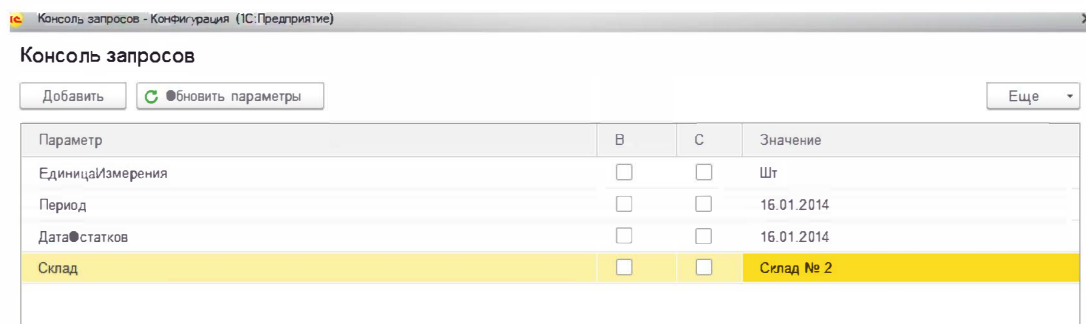 1С Консоль запросов - Конфигурация (1С:Предприятие)
Консоль запросов
Добавить Обновить параметры Еще
Параметр В С Значение
ЕдиницаИзмерения Шт
Период 16.01.2014
ДатаОстатков 16.01.2014
Склад Склад № 2